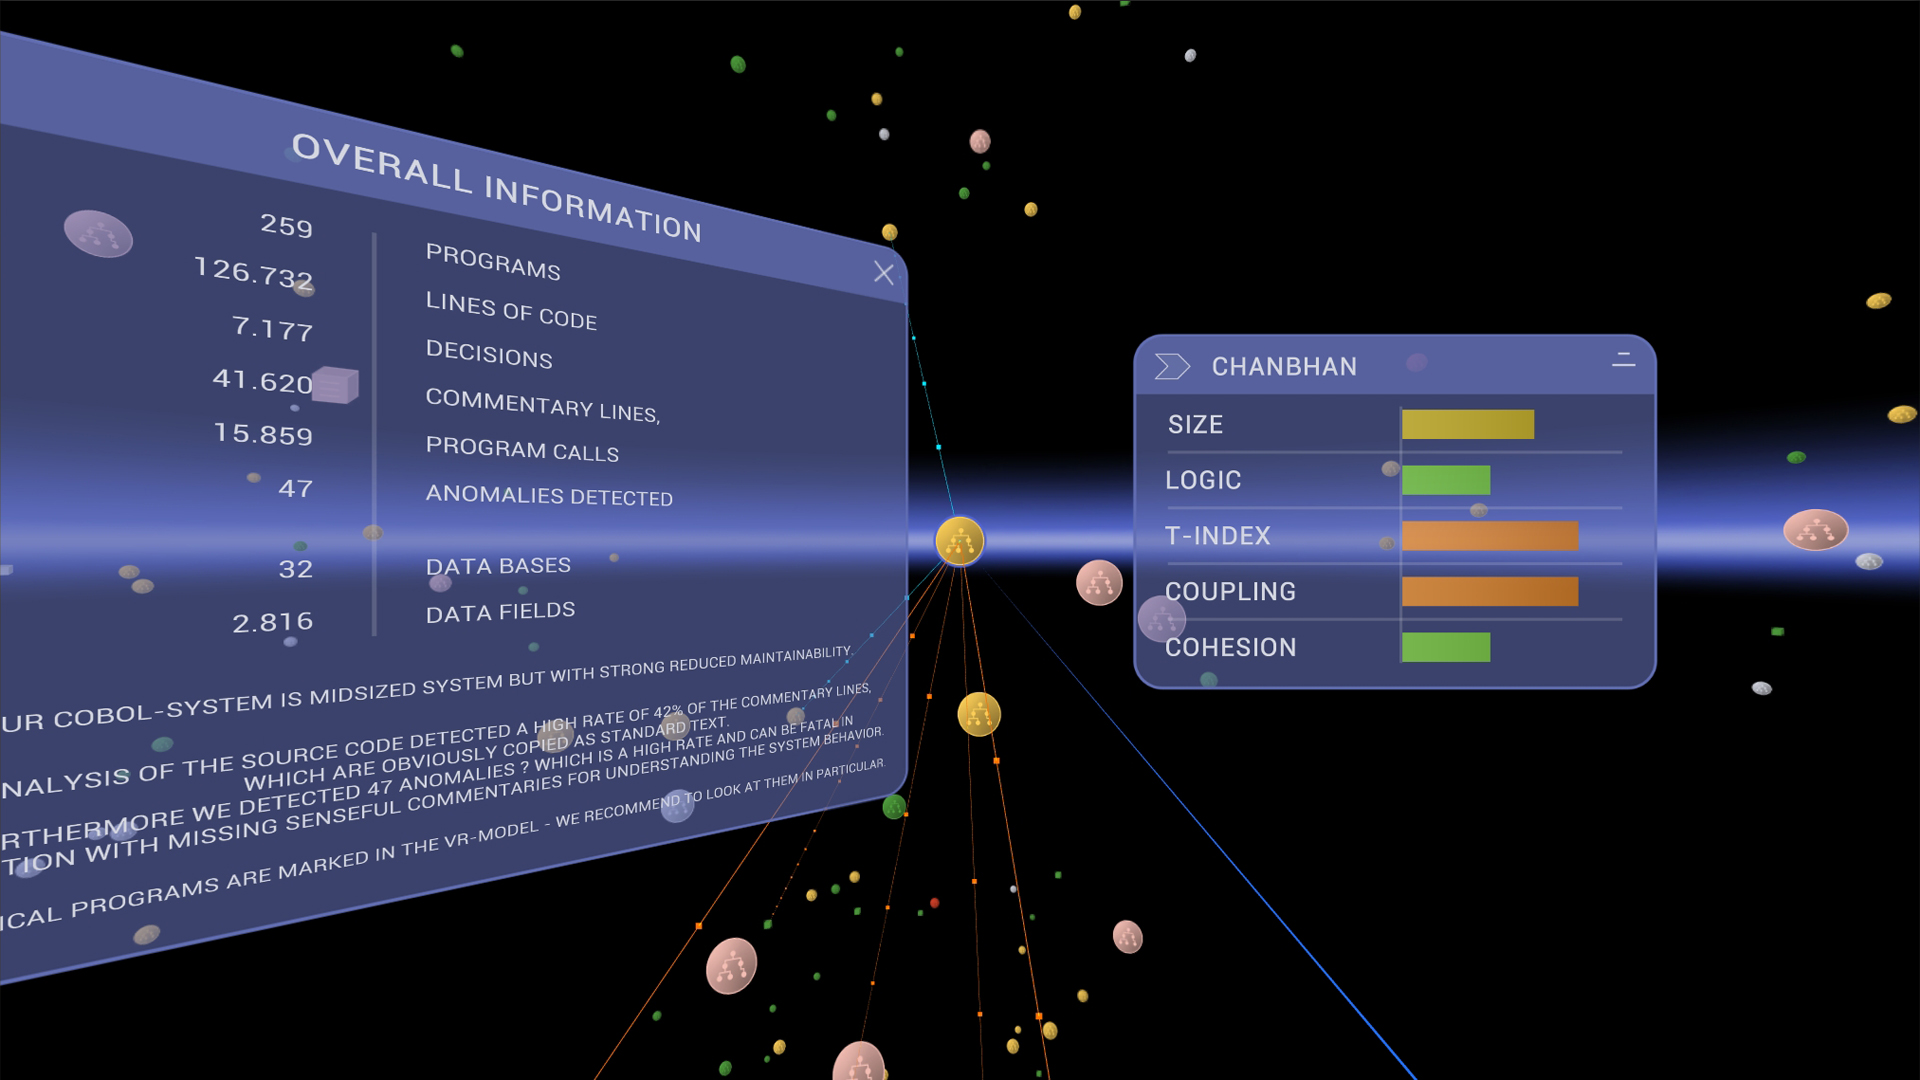 OVERALL INFORMATION
259 PROGRAMS
126.732 LINES OF CODE
7.177 DECISIONS
41.620 COMMENTARY LINES,
15.859 PROGRAM CALLS
47 ANOMALIES DETECTED
32 DATA BASES
2.816 DATA FIELDS
UR COBOL-SYSTEM IS MIDSIZED SYSTEM BUT WITH STRONG REDUCED MAINTAINABILITY.
NALYSIS OF THE SOURCE CODE DETECTED A HIGH RATE OF 42% OF THE COMMENTARY LINES,
WHICH ARE OBVIOUSLY COPIED AS STANDARD TEXT.
RTHERMORE WE DETECTED 47 ANOMALIES ? WHICH IS A HIGH RATE AND CAN BE FATAL IN
TION WITH MISSING SENSEFUL COMMENTARIES FOR UNDERSTANDING THE SYSTEM BEHAVIOR.
ICAL PROGRAMS ARE MARKED IN THE VR-MODEL - WE RECOMMEND TO LOOK AT THEM IN PARTICULAR.
CHANBHAN
SIZE
LOGIC
T-INDEX
COUPLING
COHESION